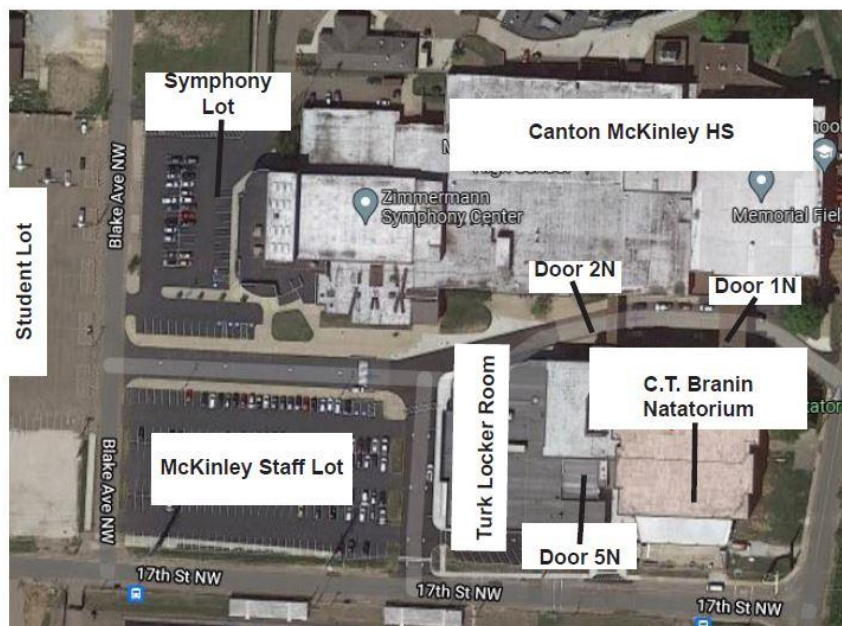 Symphony
Lot
Canton McKinley HS
Blake Ave NW
Student Lot
Zimmermann
Symphony Center
Memorial Fiel
Door 2N
Door 1N
Turk Locker Room
C.T. Branin
Natatorium
McKinley Staff Lot
Blake Ave NW
Door 5N
17th St NW
17th St NW
17th St NW